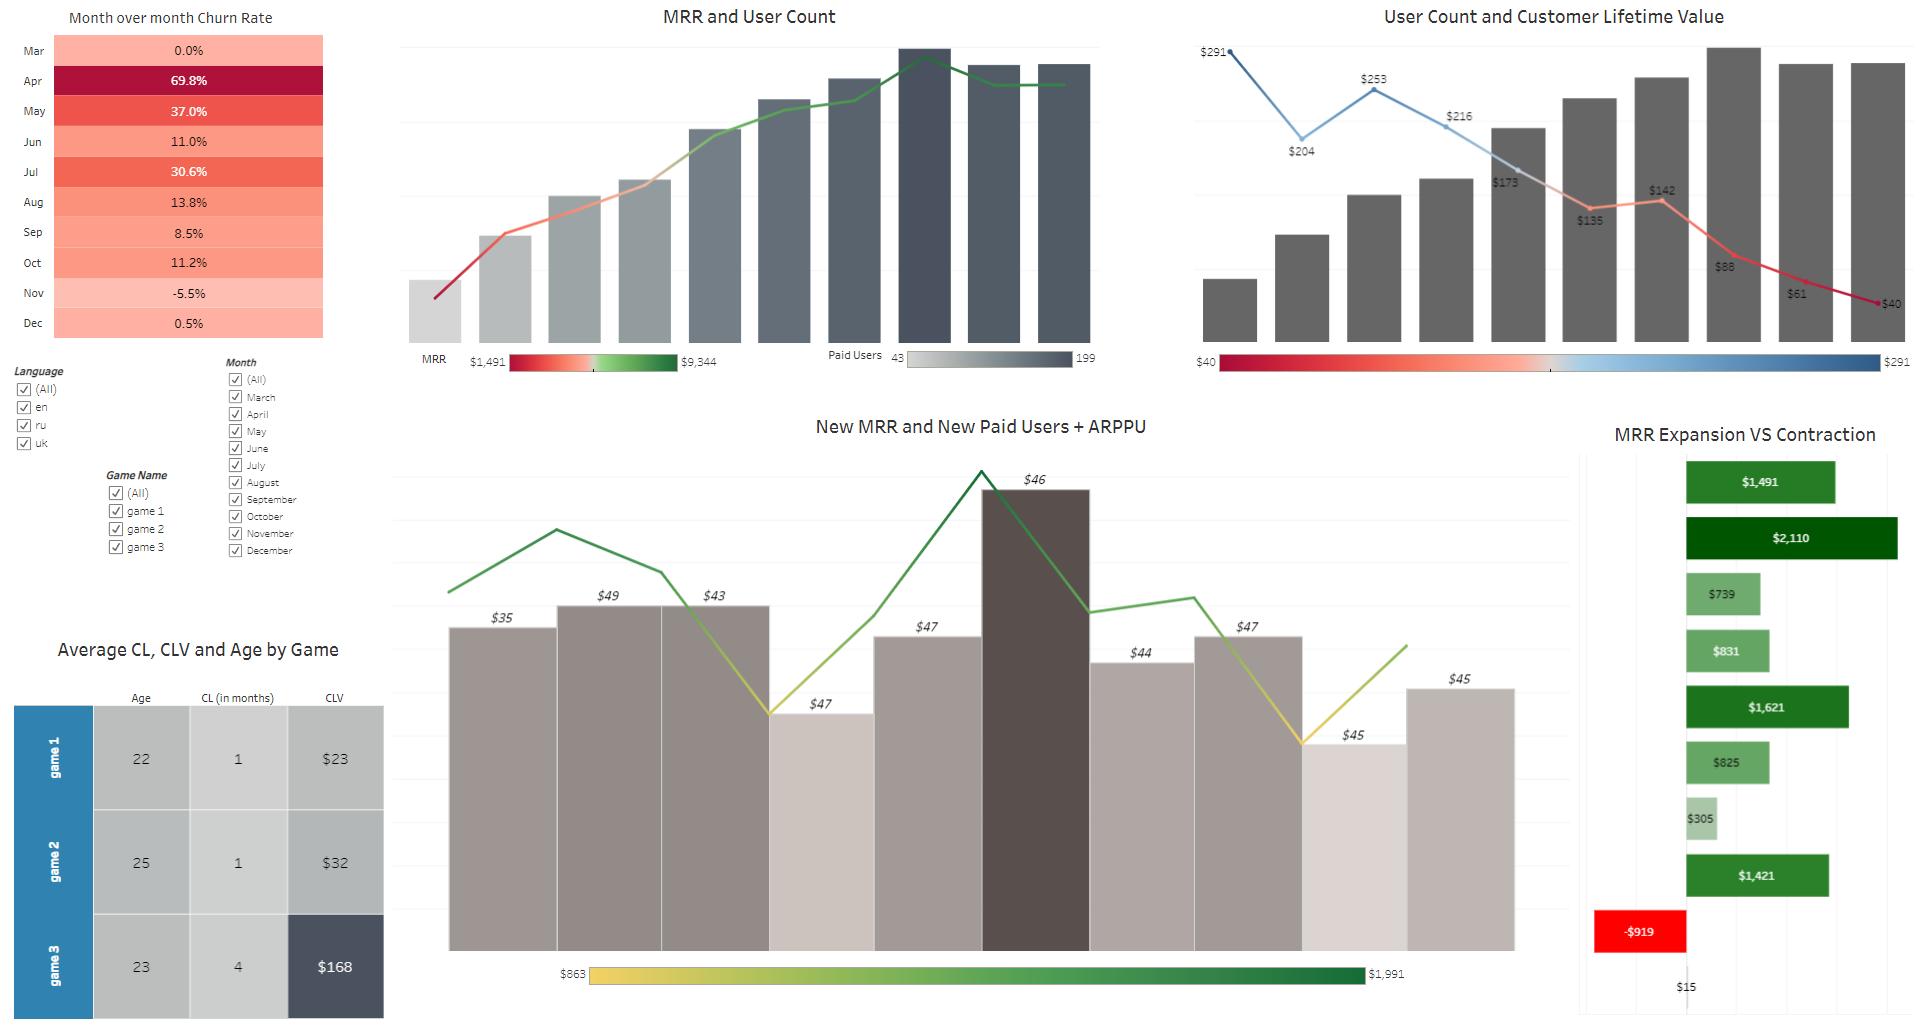 Month over month Churn Rate
Mar 0.0%
Apr 69.8%
May 37.0%
Jun 11.0%
Jul 30.6%
Aug 13.8%
Sep 8.5%
Oct 11.2%
Nov -5.5%
Dec 0.5%
MRR and User Count
MRR $1,491 $9,344
Paid Users 43 199
User Count and Customer Lifetime Value
$291
$204
$253
$216
$173
$135
$142
$88
$61
$40
$40 $291
Language
(All)
en
ru
uk
Game Name
(All)
game 1
game 2
game 3
Month
(All)
March
April
May
June
July
August
September
October
November
December
Average CL, CLV and Age by Game
Age CL (in months) CLV
game 1 22 1 $23
game 2 25 1 $32
game 3 23 4 $168
New MRR and New Paid Users + ARPPU
$35
$49
$43
$47
$47
$46
$44
$47
$45
$45
$863 $1,991
MRR Expansion VS Contraction
$1,491
$2,110
$739
$831
$1,621
$825
$305
$1,421
-$919
$15